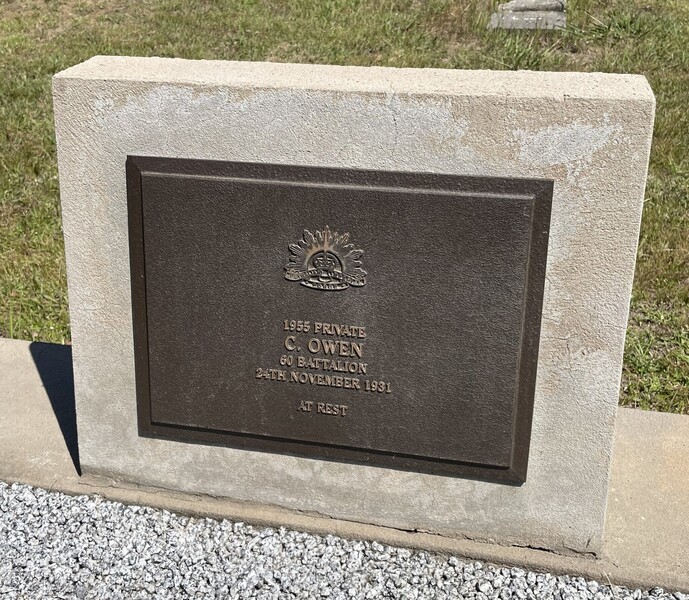 1955 PRIVATE
C. OWEN
60 BATTALION
24TH NOVEMBER 1931
AT REST